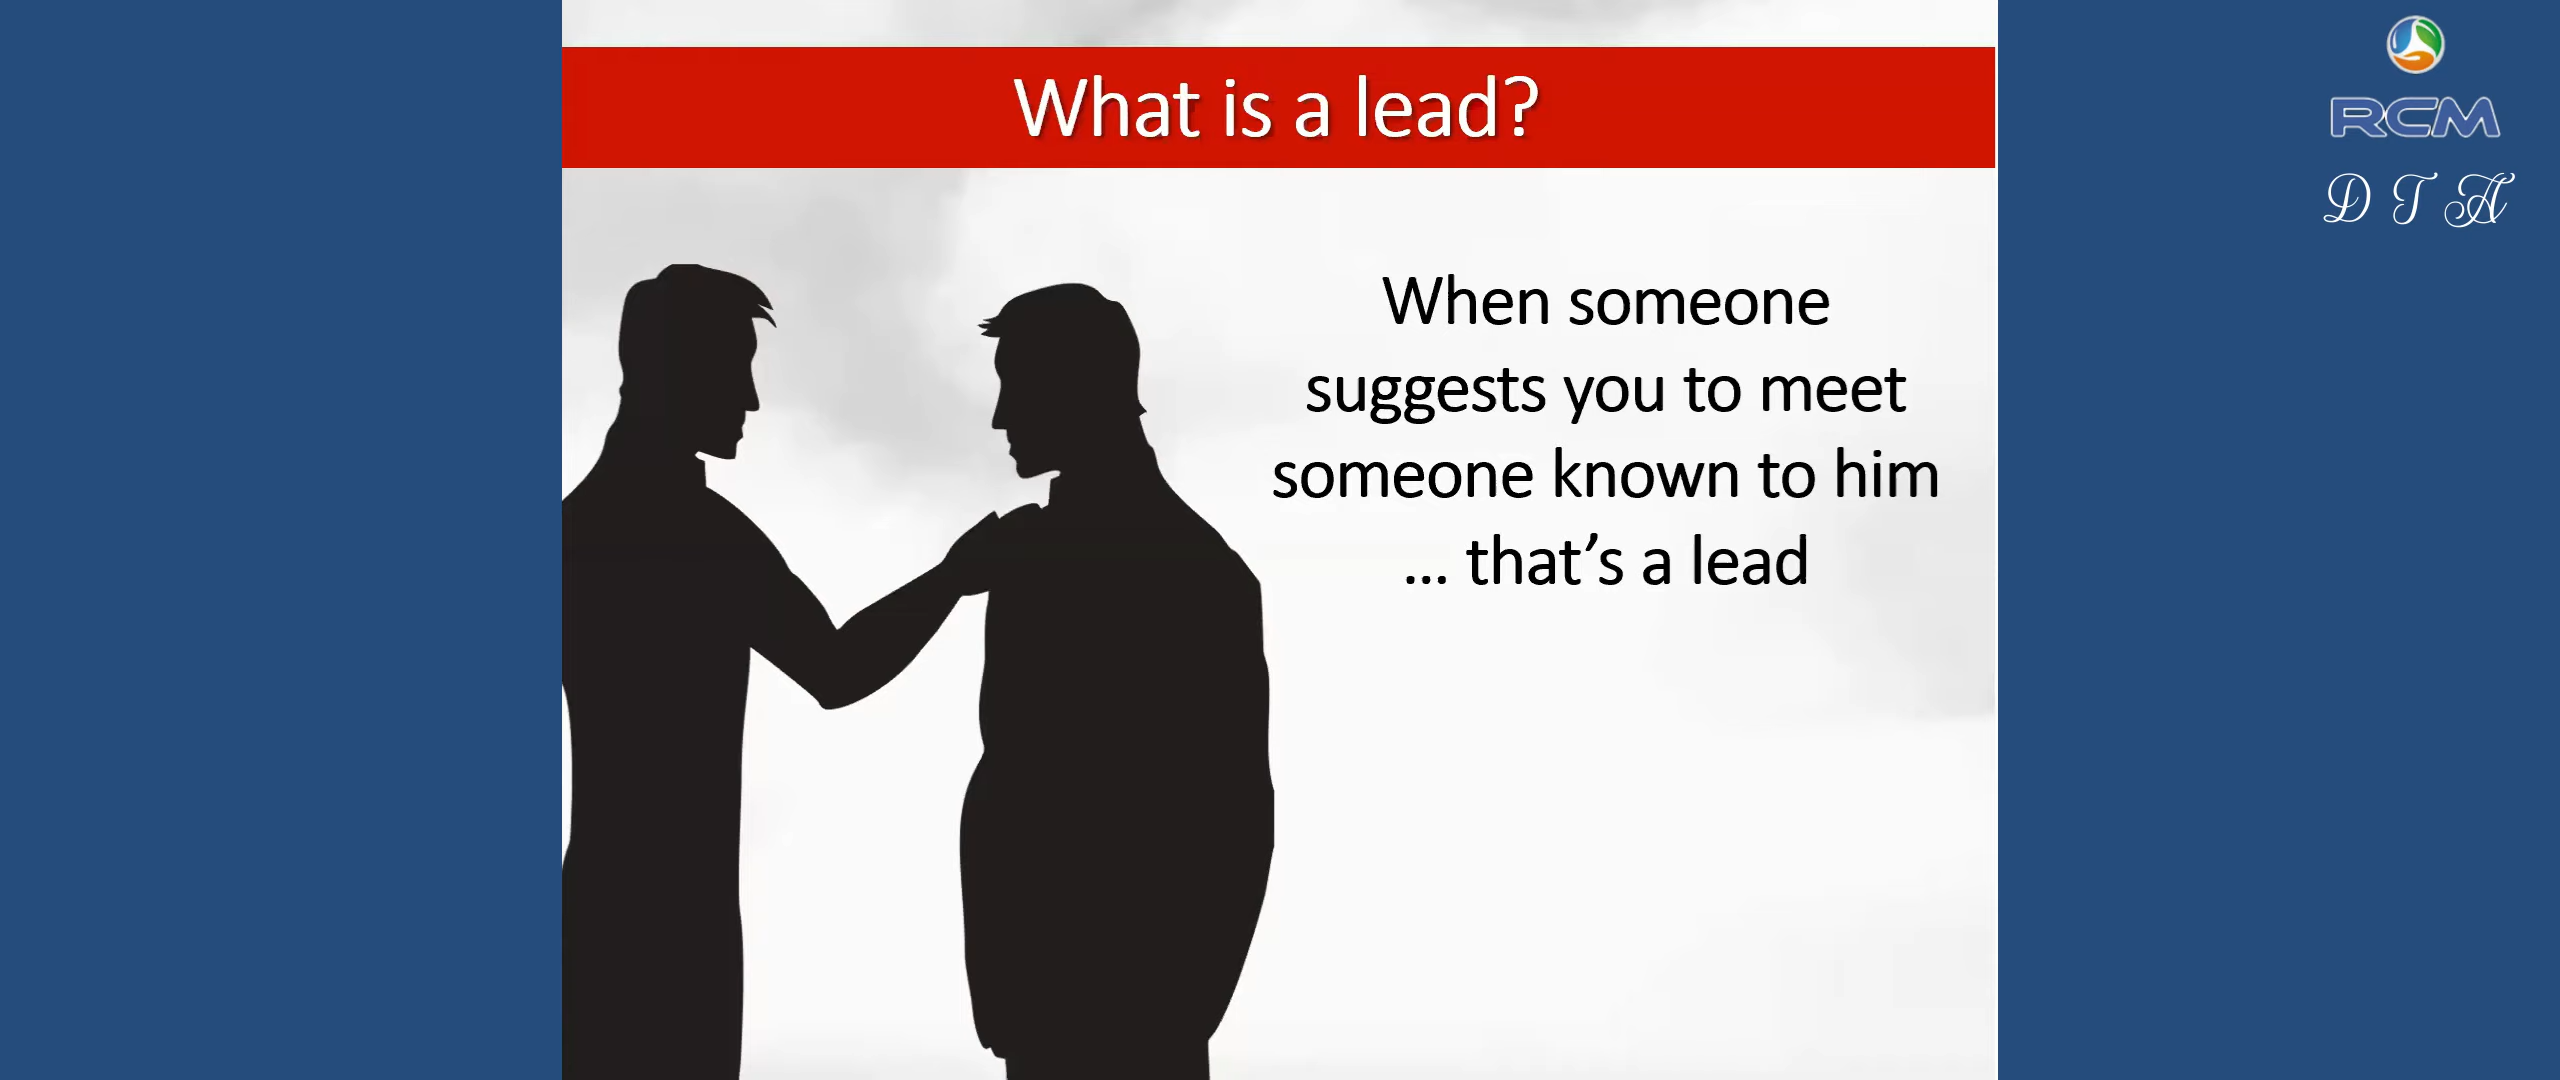 What is a lead?
When someone
suggests you to meet
someone known to him
... that's a lead
RCM
D T A